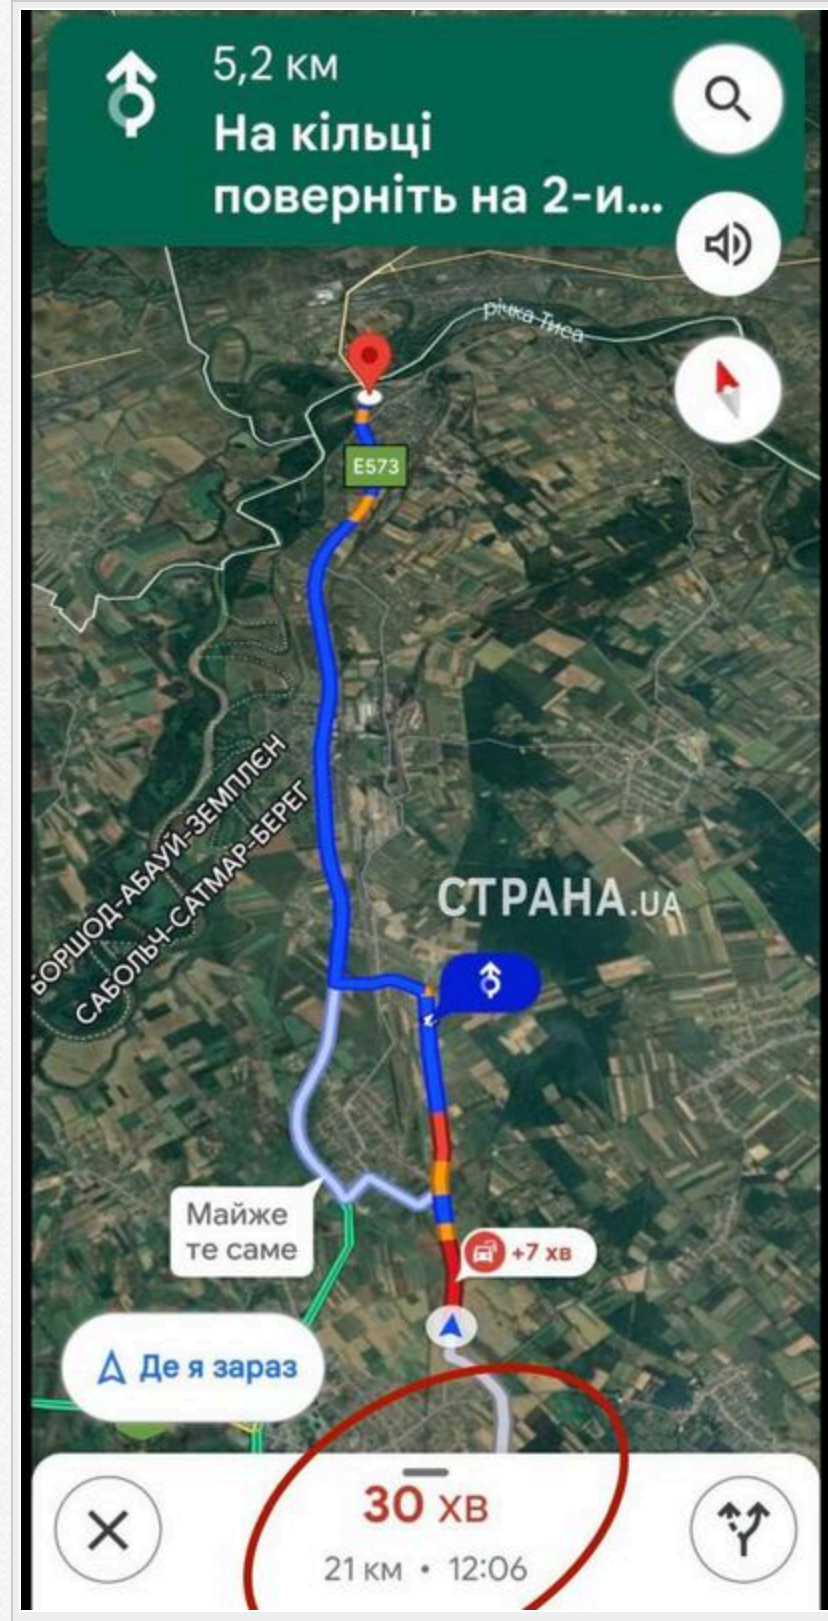 5,2 км
На кільці
поверніть на 2-и...
річка Тиса
E573
БОРШОД-АБАУЙ-ЗЕМПЛЄН
САБОЛЬЧ-САТМАР-БЕРЕГ
СТРАНА.UA
Майже
те саме
+7 хв
Де я зараз
30 хв
21 км • 12:06